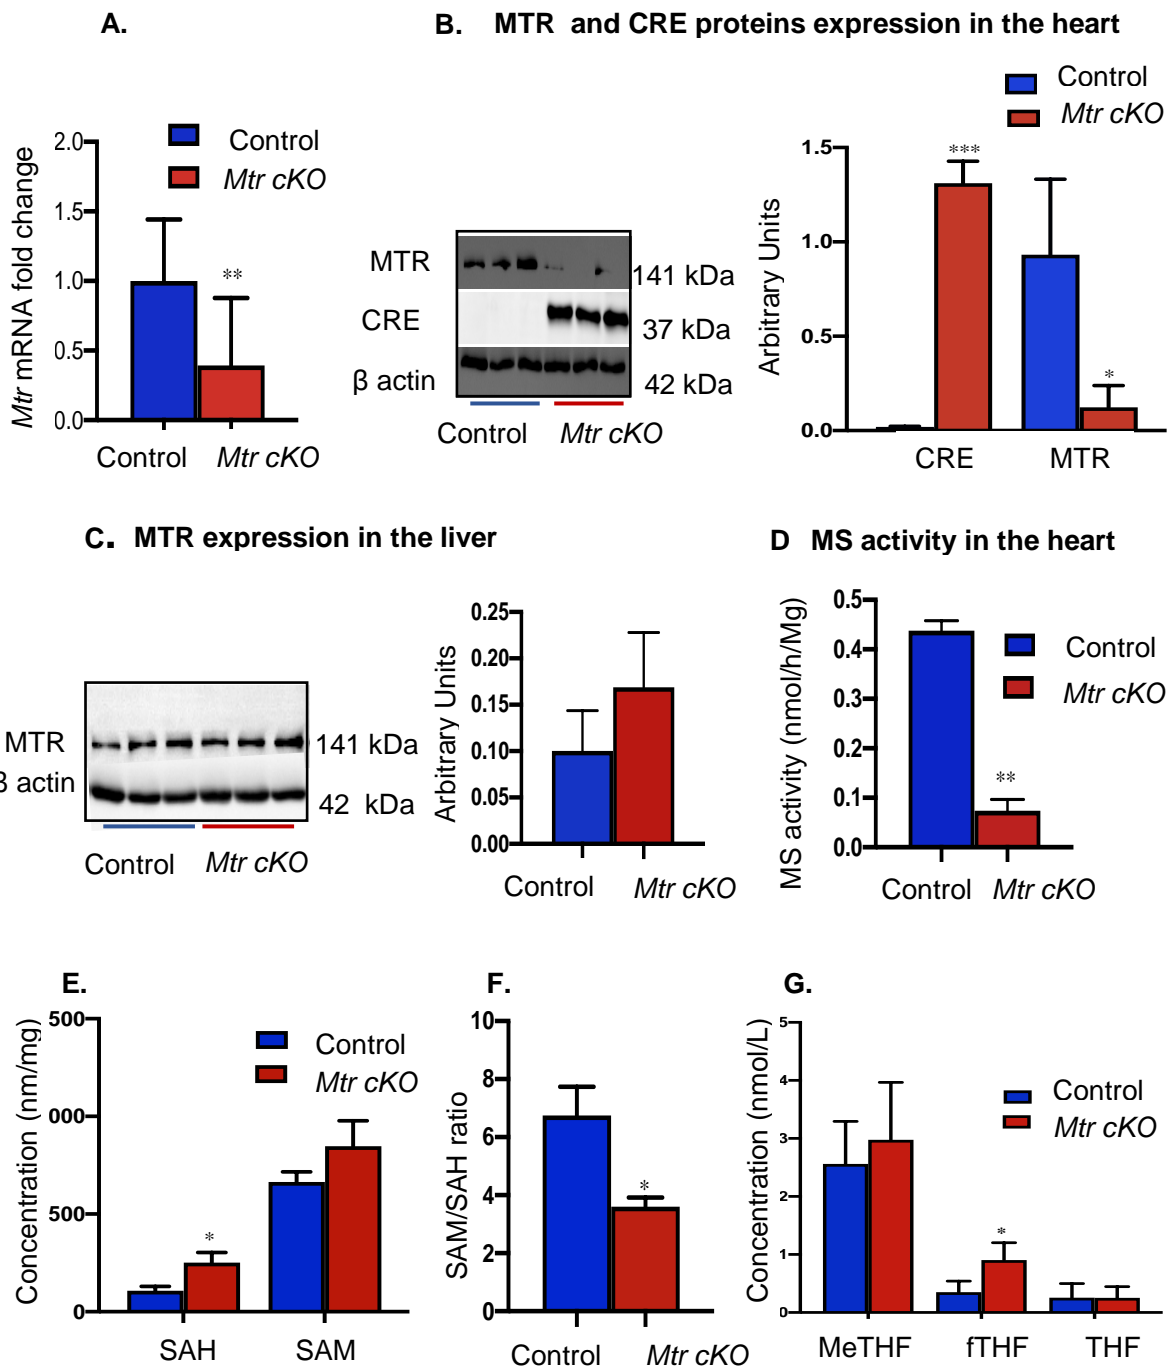 A.
B. MTR and CRE proteins expression in the heart
Control
Mtr cKO
Mtr mRNA fold change
2.0
1.5
1.0
0.5
0.0
**
Control Mtr cKO
MTR
141 kDa
CRE
37 kDa
β actin
42 kDa
Control Mtr cKO
Control
Mtr cKO
Arbitrary Units
1.5
1.0
0.5
0.0
***
*
CRE MTR
C. MTR expression in the liver
MTR
141 kDa
β actin
42 kDa
Control Mtr cKO
Arbitrary Units
0.25
0.20
0.15
0.10
0.05
0.00
Control Mtr cKO
D MS activity in the heart
MS activity (nmol/h/Mg)
0.5
0.4
0.3
0.2
0.1
0.0
Control
Mtr cKO
**
Control Mtr cKO
E.
Concentration (nm/mg)
500
000
500
0
Control
Mtr cKO
*
SAH SAM
F.
SAM/SAH ratio
10
8
6
4
2
0
*
Control Mtr cKO
G.
Concentration (nmol/L)
5
4
3
2
1
0
Control
Mtr cKO
*
MeTHF fTHF THF